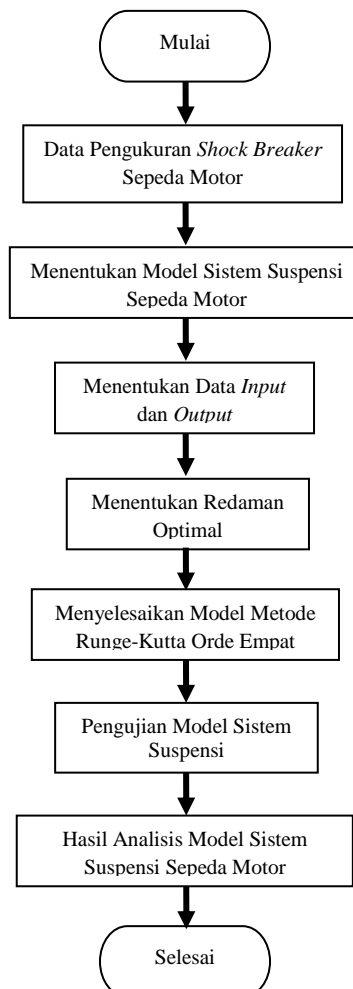 Mulai
Data Pengukuran Shock Breaker
Sepeda Motor
Menentukan Model Sistem Suspensi
Sepeda Motor
Menentukan Data Input
dan Output
Menentukan Redaman
Optimal
Menyelesaikan Model Metode
Runge-Kutta Orde Empat
Pengujian Model Sistem
Suspensi
Hasil Analisis Model Sistem
Suspensi Sepeda Motor
Selesai